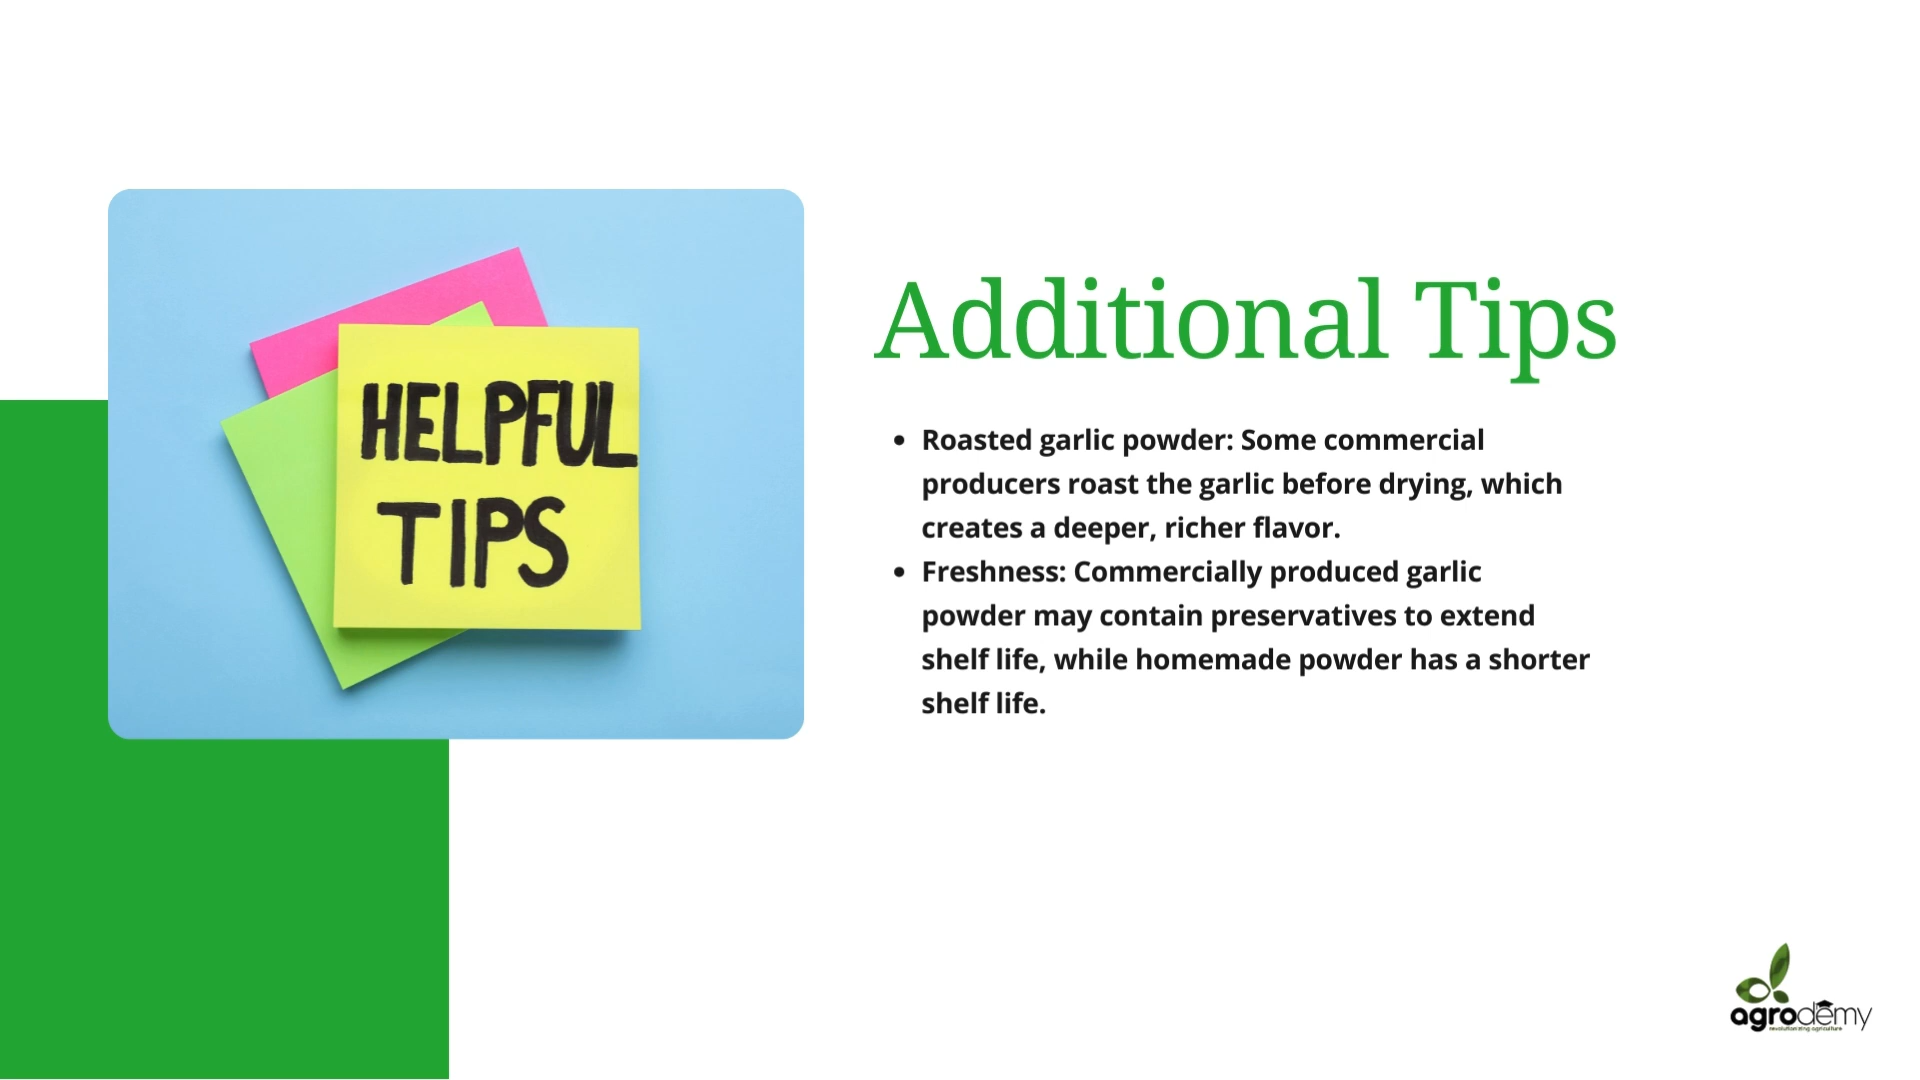 HELPFUL
TIPS
Additional Tips
• Roasted garlic powder: Some commercial
producers roast the garlic before drying, which
creates a deeper, richer flavor.
• Freshness: Commercially produced garlic
powder may contain preservatives to extend
shelf life, while homemade powder has a shorter
shelf life.
agrodemy
revolutionizing agriculture